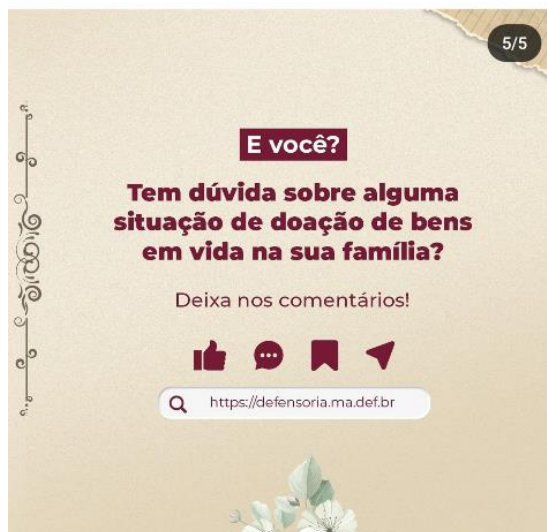 5/5
E você?
Tem dúvida sobre alguma
situação de doação de bens
em vida na sua família?
Deixa nos comentários!
https://defensoria.ma.def.br